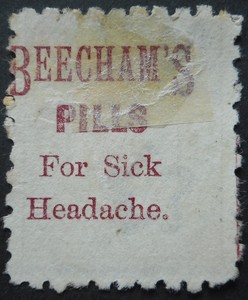 BEECHAM'S
PILLS
For Sick
Headache.